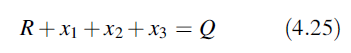 R + x₁ + x₂ + x₃ = Q (4.25)